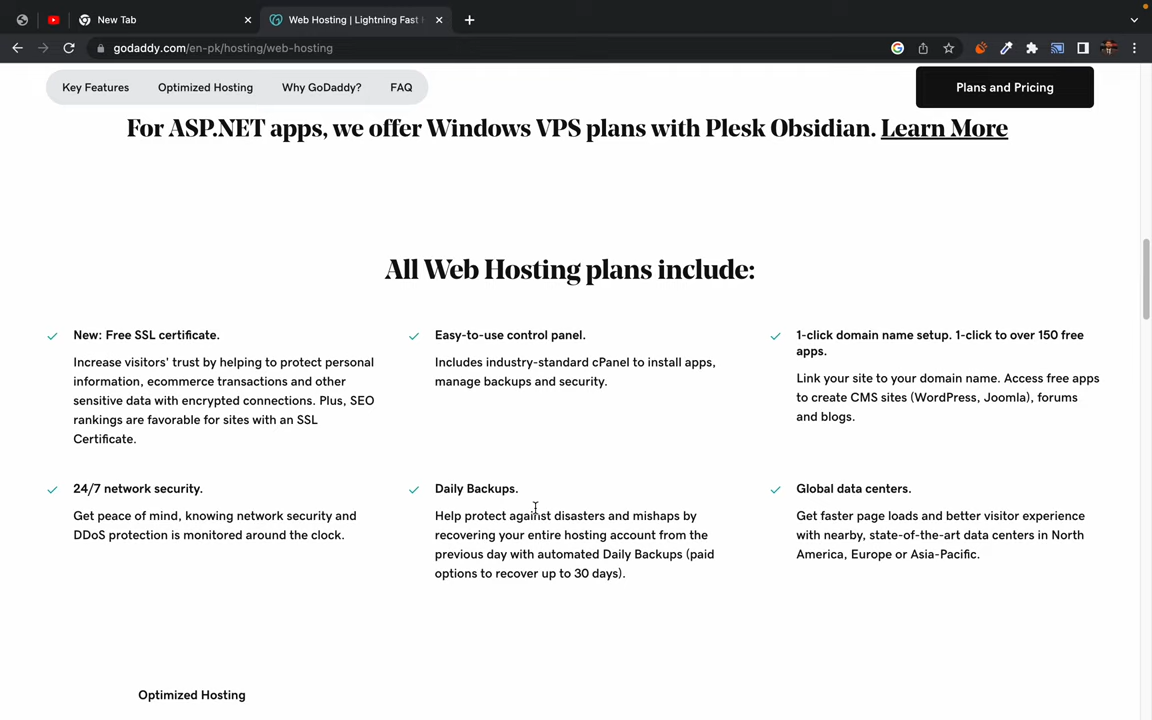 New Tab
Web Hosting | Lightning Fast
godaddy.com/en-pk/hosting/web-hosting
Key Features
Optimized Hosting
Why GoDaddy?
FAQ
Plans and Pricing
For ASP.NET apps, we offer Windows VPS plans with Plesk Obsidian. Learn More
All Web Hosting plans include:
New: Free SSL certificate.
Increase visitors' trust by helping to protect personal
information, ecommerce transactions and other
sensitive data with encrypted connections. Plus, SEO
rankings are favorable for sites with an SSL
Certificate.
Easy-to-use control panel.
Includes industry-standard cPanel to install apps,
manage backups and security.
1-click domain name setup. 1-click to over 150 free
apps.
Link your site to your domain name. Access free apps
to create CMS sites (WordPress, Joomla), forums
and blogs.
24/7 network security.
Get peace of mind, knowing network security and
DDoS protection is monitored around the clock.
Daily Backups.
Help protect against disasters and mishaps by
recovering your entire hosting account from the
previous day with automated Daily Backups (paid
options to recover up to 30 days).
Global data centers.
Get faster page loads and better visitor experience
with nearby, state-of-the-art data centers in North
America, Europe or Asia-Pacific.
Optimized Hosting